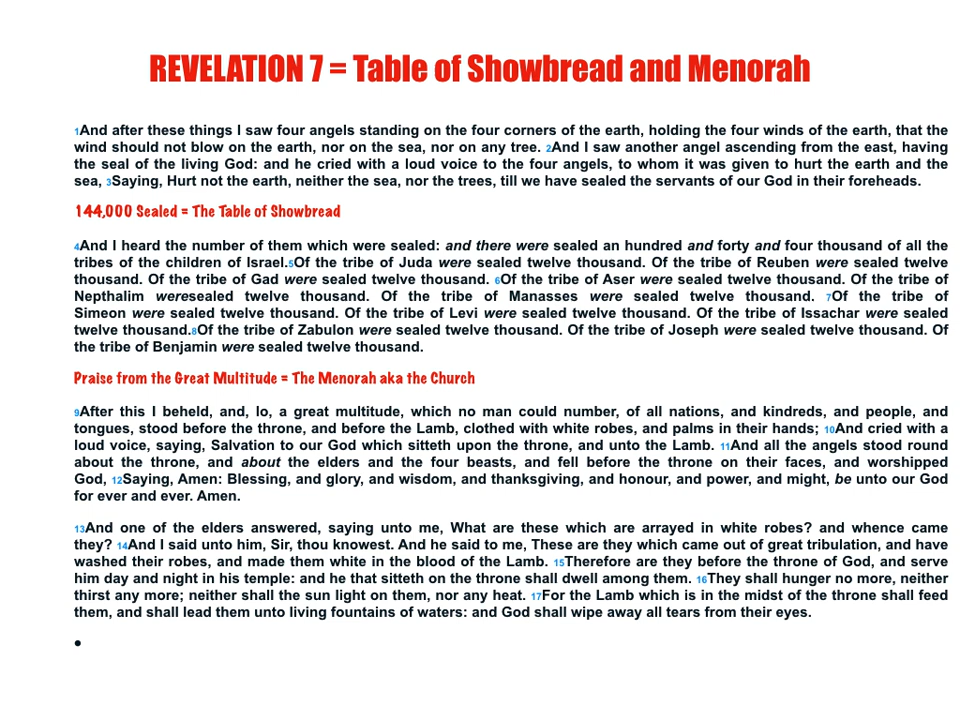 REVELATION 7 = Table of Showbread and Menorah
1And after these things I saw four angels standing on the four corners of the earth, holding the four winds of the earth, that the
wind should not blow on the earth, nor on the sea, nor on any tree. 2And I saw another angel ascending from the east, having
the seal of the living God: and he cried with a loud voice to the four angels, to whom it was given to hurt the earth and the
sea, 3Saying, Hurt not the earth, neither the sea, nor the trees, till we have sealed the servants of our God in their foreheads.
144,000 Sealed = The Table of Showbread
4And I heard the number of them which were sealed: and there were sealed an hundred and forty and four thousand of all the
tribes of the children of Israel.5Of the tribe of Juda were sealed twelve thousand. Of the tribe of Reuben were sealed twelve
thousand. Of the tribe of Gad were sealed twelve thousand. 6Of the tribe of Aser were sealed twelve thousand. Of the tribe of
Nepthalim weresealed twelve thousand. Of the tribe of Manasses were sealed twelve thousand. 7Of the tribe of
Simeon were sealed twelve thousand. Of the tribe of Levi were sealed twelve thousand. Of the tribe of Issachar were sealed
twelve thousand.8Of the tribe of Zabulon were sealed twelve thousand. Of the tribe of Joseph were sealed twelve thousand. Of
the tribe of Benjamin were sealed twelve thousand.
Praise from the Great Multitude = The Menorah aka the Church
9After this I beheld, and, lo, a great multitude, which no man could number, of all nations, and kindreds, and people, and
tongues, stood before the throne, and before the Lamb, clothed with white robes, and palms in their hands; 10And cried with a
loud voice, saying, Salvation to our God which sitteth upon the throne, and unto the Lamb. 11And all the angels stood round
about the throne, and about the elders and the four beasts, and fell before the throne on their faces, and worshipped
God, 12Saying, Amen: Blessing, and glory, and wisdom, and thanksgiving, and honour, and power, and might, be unto our God
for ever and ever. Amen.
13And one of the elders answered, saying unto me, What are these which are arrayed in white robes? and whence came
they? 14And I said unto him, Sir, thou knowest. And he said to me, These are they which came out of great tribulation, and have
washed their robes, and made them white in the blood of the Lamb. 15Therefore are they before the throne of God, and serve
him day and night in his temple: and he that sitteth on the throne shall dwell among them. 16They shall hunger no more, neither
thirst any more; neither shall the sun light on them, nor any heat. 17For the Lamb which is in the midst of the throne shall feed
them, and shall lead them unto living fountains of waters: and God shall wipe away all tears from their eyes.
•